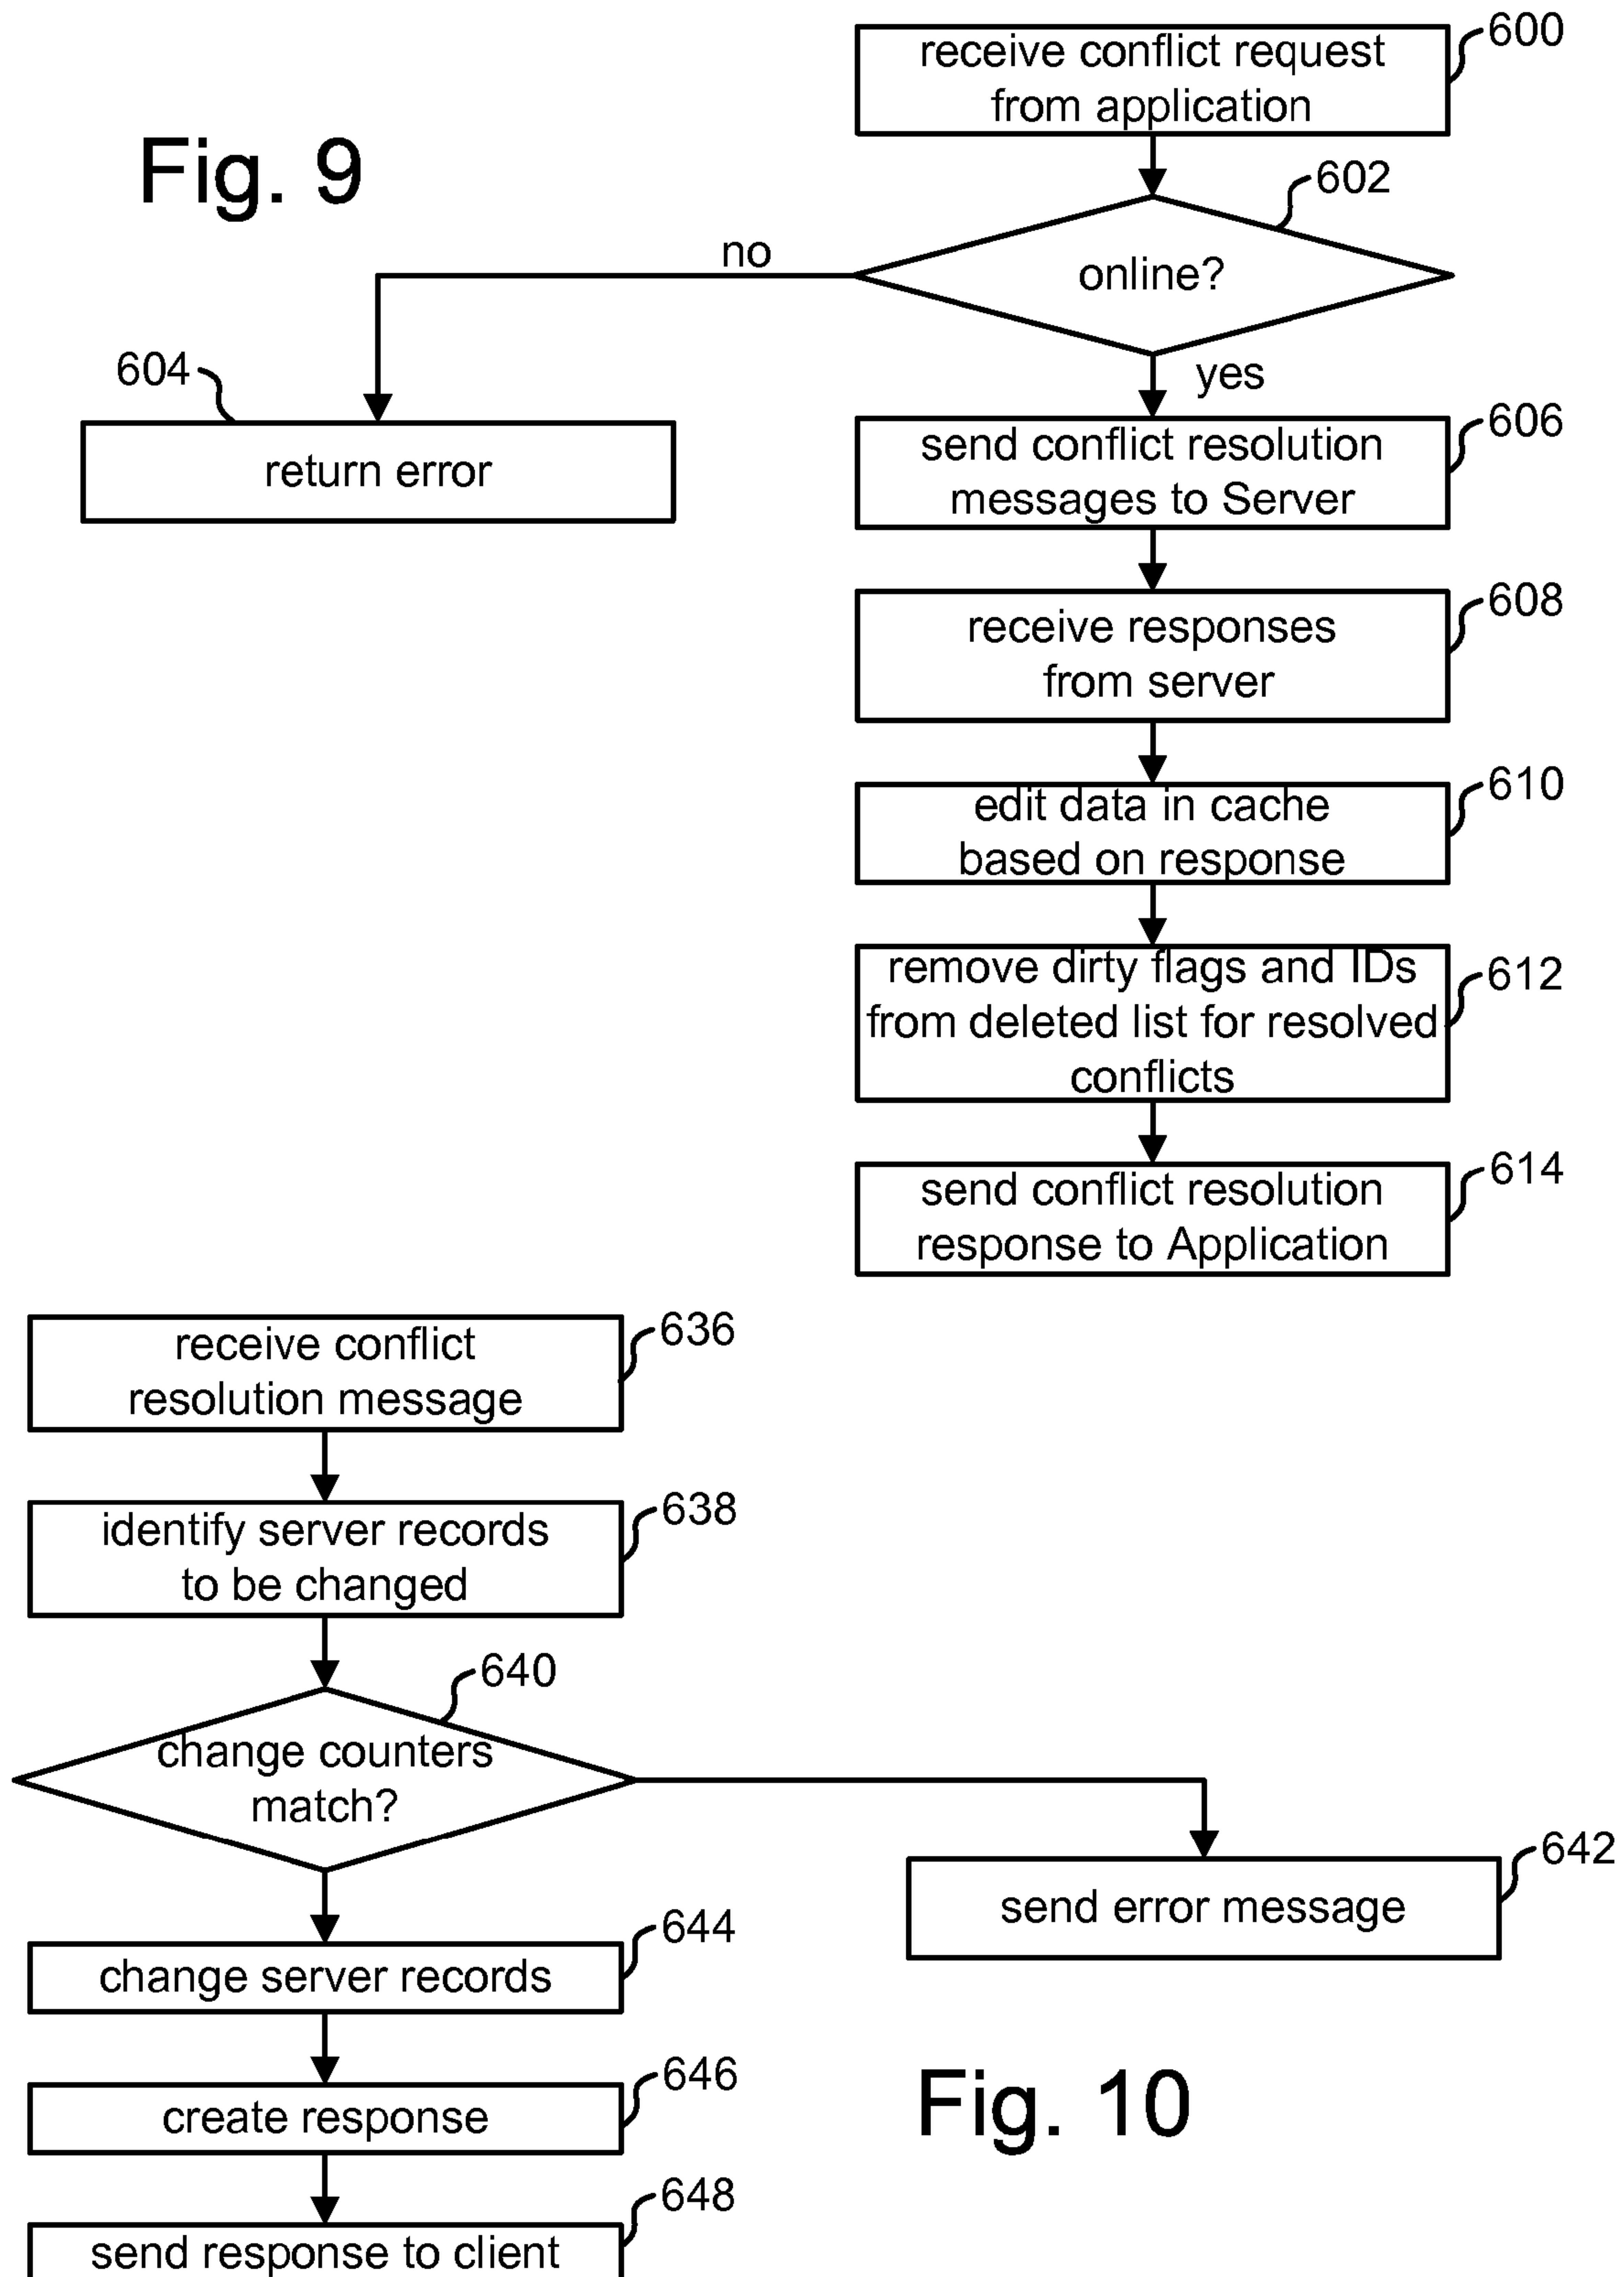 Fig. 9
receive conflict request
from application
600
online?
602
no
yes
return error
604
send conflict resolution
messages to Server
606
receive responses
from server
608
edit data in cache
based on response
610
remove dirty flags and IDs
from deleted list for resolved
conflicts
612
send conflict resolution
response to Application
614
receive conflict
resolution message
636
identify server records
to be changed
638
change counters
match?
640
send error message
642
change server records
644
create response
646
send response to client
648
Fig. 10